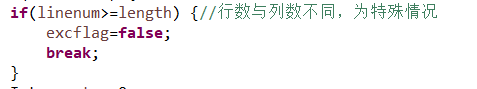 if(linenum>=length) {//行数与列数不同，为特殊情况
excflag=false;
break;
}